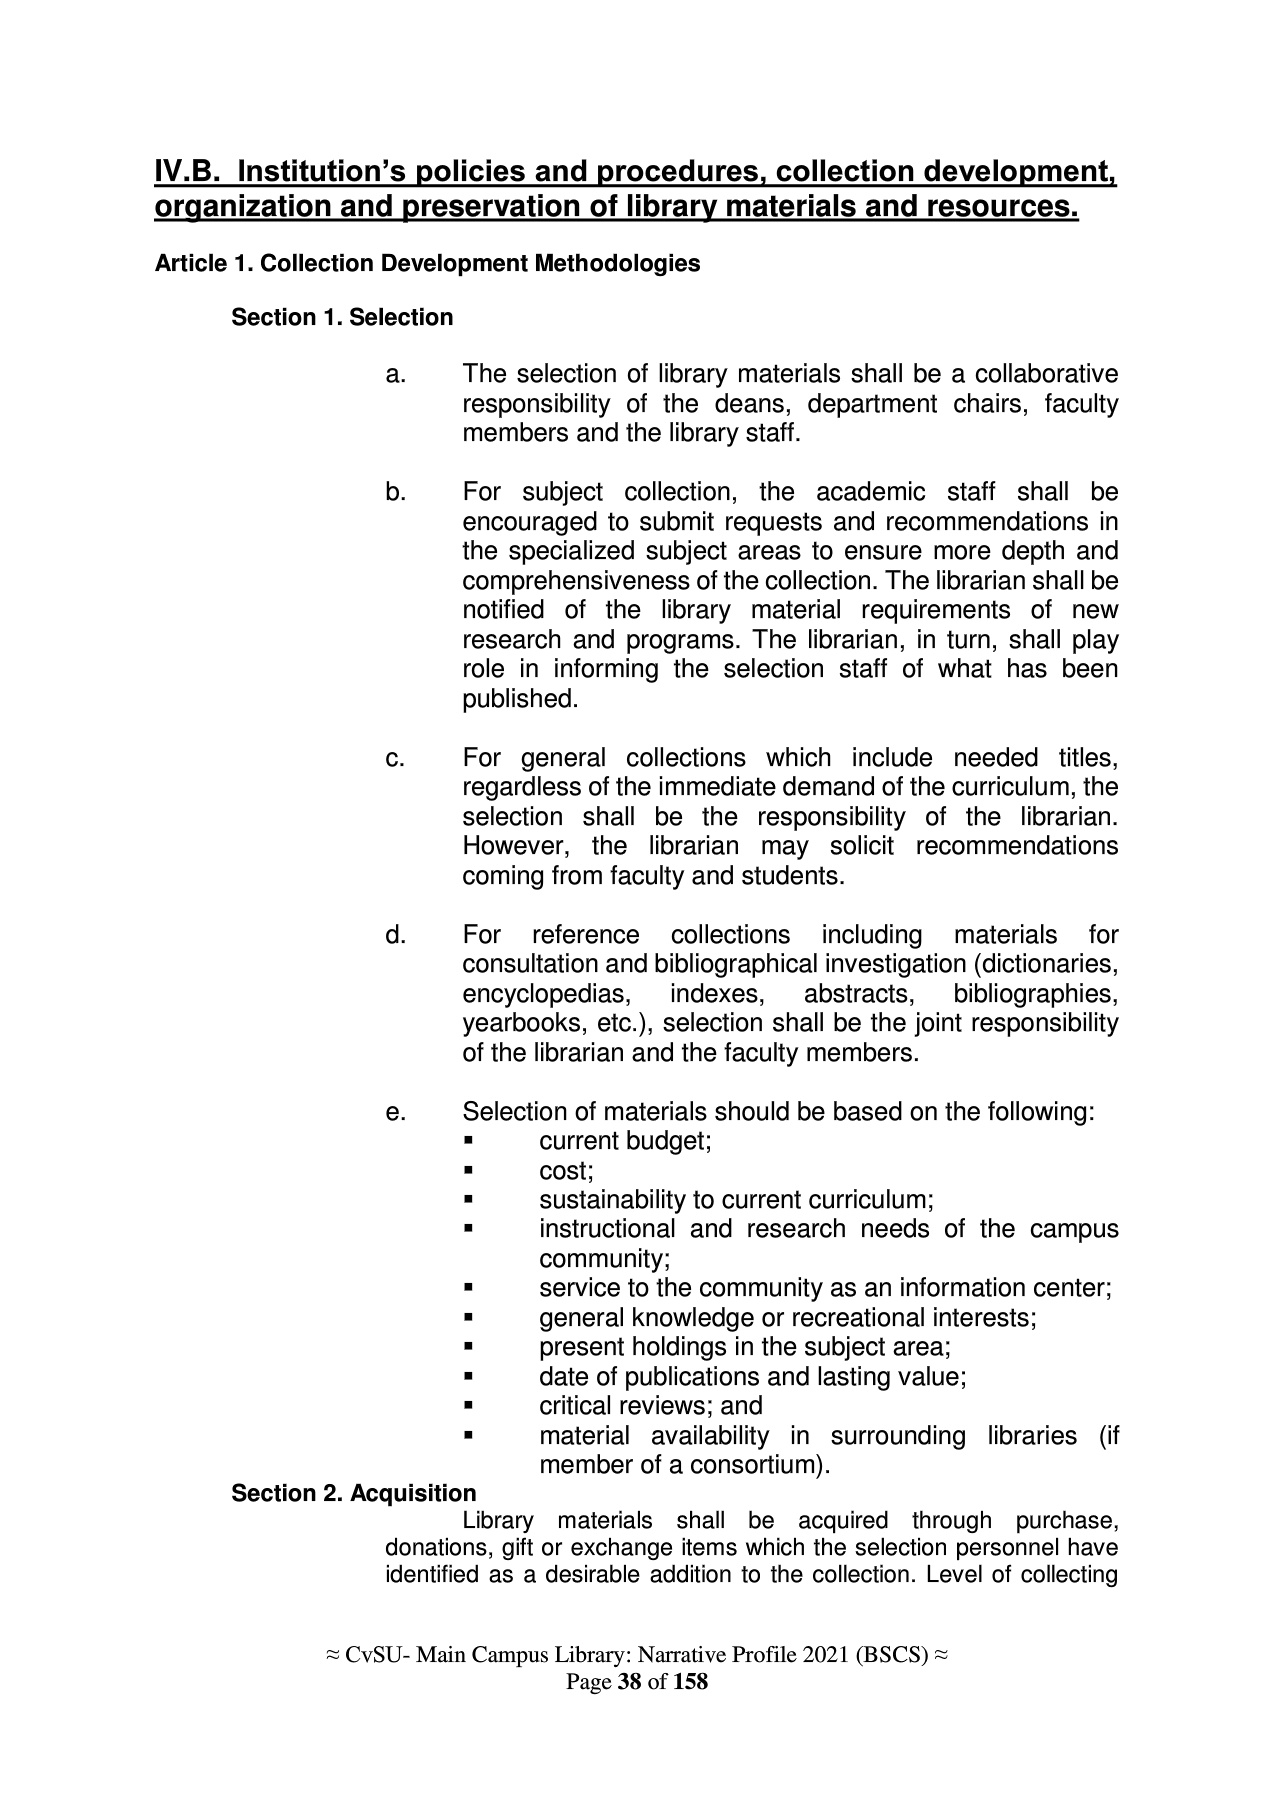 IV.B. Institution’s policies and procedures, collection development,
organization and preservation of library materials and resources.
Article 1. Collection Development Methodologies
Section 1. Selection
a. The selection of library materials shall be a collaborative
responsibility of the deans, department chairs, faculty
members and the library staff.
b. For subject collection, the academic staff shall be
encouraged to submit requests and recommendations in
the specialized subject areas to ensure more depth and
comprehensiveness of the collection. The librarian shall be
notified of the library material requirements of new
research and programs. The librarian, in turn, shall play
role in informing the selection staff of what has been
published.
c. For general collections which include needed titles,
regardless of the immediate demand of the curriculum, the
selection shall be the responsibility of the librarian.
However, the librarian may solicit recommendations
coming from faculty and students.
d. For reference collections including materials for
consultation and bibliographical investigation (dictionaries,
encyclopedias, indexes, abstracts, bibliographies,
yearbooks, etc.), selection shall be the joint responsibility
of the librarian and the faculty members.
e. Selection of materials should be based on the following:
▪ current budget;
▪ cost;
▪ sustainability to current curriculum;
▪ instructional and research needs of the campus
community;
▪ service to the community as an information center;
▪ general knowledge or recreational interests;
▪ present holdings in the subject area;
▪ date of publications and lasting value;
▪ critical reviews; and
▪ material availability in surrounding libraries (if
member of a consortium).
Section 2. Acquisition
Library materials shall be acquired through purchase,
donations, gift or exchange items which the selection personnel have
identified as a desirable addition to the collection. Level of collecting
≈ CvSU- Main Campus Library: Narrative Profile 2021 (BSCS) ≈
Page 38 of 158